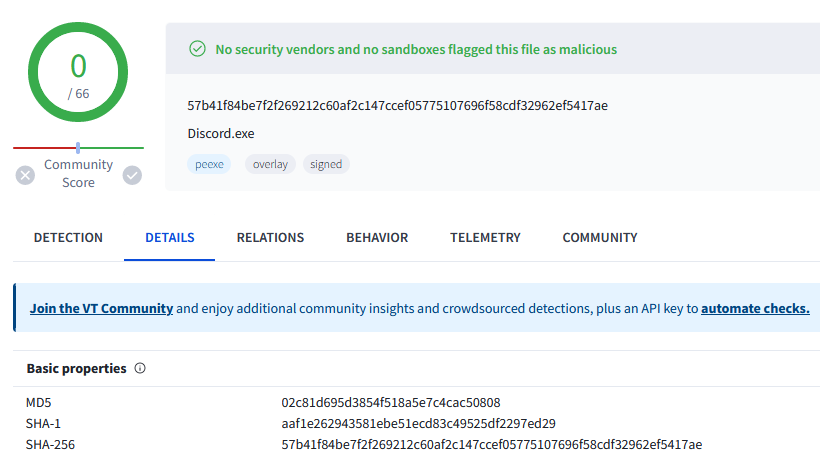 0
/ 66
Community
Score
No security vendors and no sandboxes flagged this file as malicious
57b41f84be7f2f269212c60af2c147ccef05775107696f58cdf32962ef5417ae
Discord.exe
peexe overlay signed
DETECTION DETAILS RELATIONS BEHAVIOR TELEMETRY COMMUNITY
Join the VT Community and enjoy additional community insights and crowdsourced detections, plus an API key to automate checks.
Basic properties
MD5 02c81d695d3854f518a5e7c4cac50808
SHA-1 aaf1e262943581ebe51ecd83c49525df2297ed29
SHA-256 57b41f84be7f2f269212c60af2c147ccef05775107696f58cdf32962ef5417ae